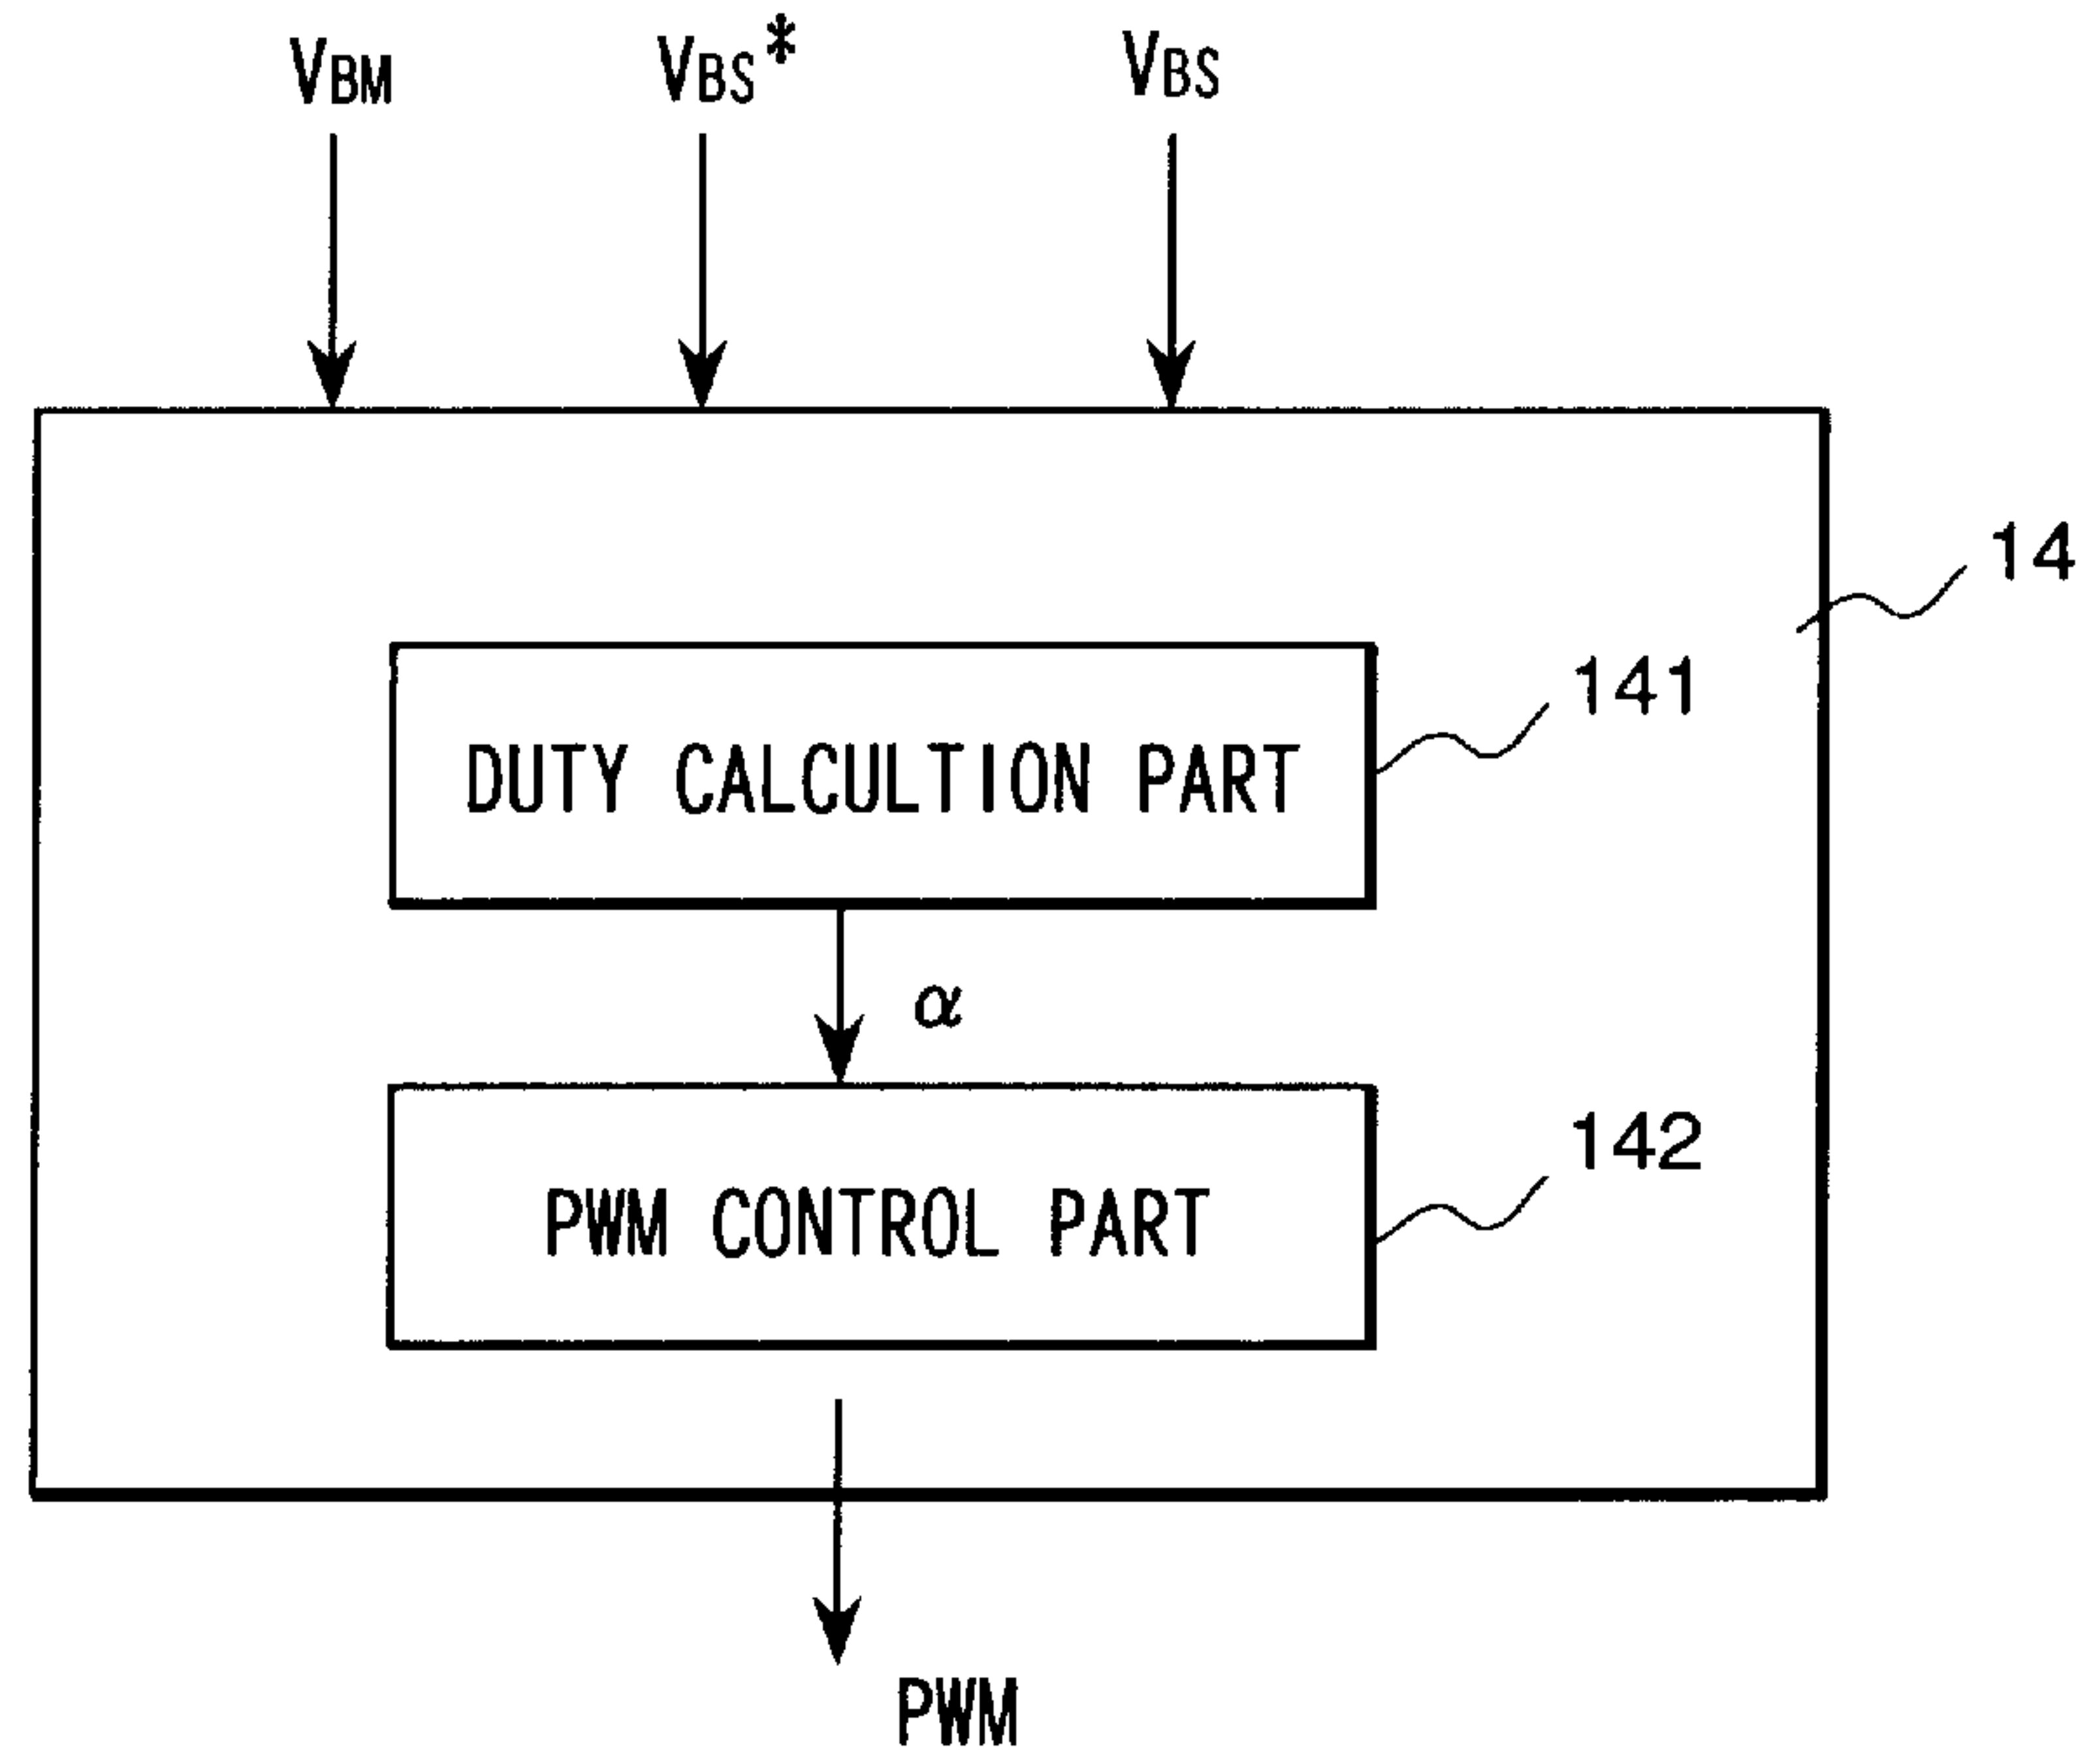 VBM VBS* VBS
14
141
DUTY CALCULTION PART
α
142
PWM CONTROL PART
PWM